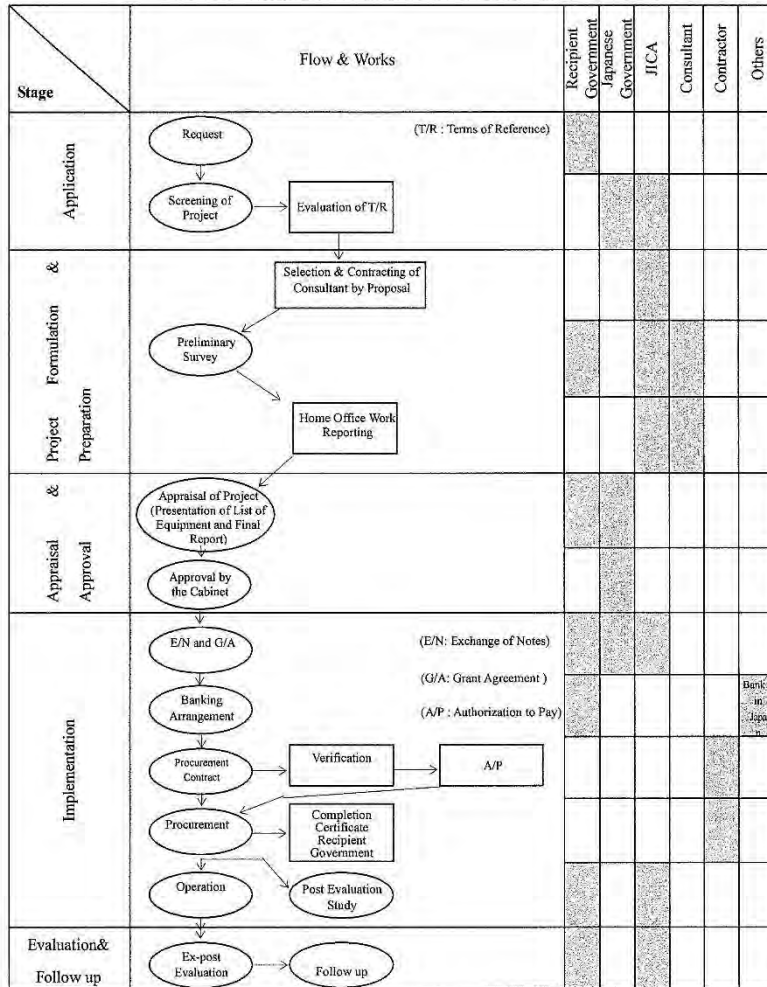 Stage
Flow & Works
Recipient
Government
Japanese
Government
JICA
Consultant
Contractor
Others
Application
Request
(T/R : Terms of Reference)
Screening of
Project
Evaluation of T/R
Project Formulation &
Preparation
Selection & Contracting of
Consultant by Proposal
Preliminary
Survey
Home Office Work
Reporting
Appraisal &
Approval
Appraisal of Project
(Presentation of List of
Equipment and Final
Report)
Approval by
the Cabinet
Implementation
E/N and G/A
(E/N: Exchange of Notes)
(G/A: Grant Agreement )
Banking
Arrangement
(A/P : Authorization to Pay)
Bank
in
Japa
n
Procurement
Contract
Verification
A/P
Procurement
Completion
Certificate
Recipient
Government
Operation
Post Evaluation
Study
Evaluation&
Follow up
Ex-post
Evaluation
Follow up